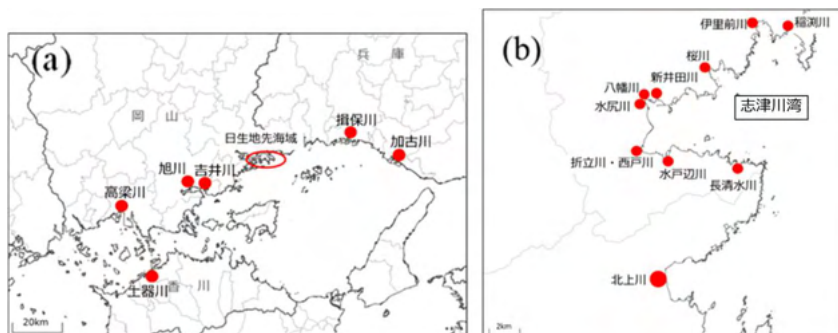 (a)
兵庫
岡山
揖保川
日生地先海域
加古川
旭川
吉井川
高梁川
土器川
香川
20km
(b)
伊里前川
稲渕川
桜川
新井田川
八幡川
水尻川
志津川湾
折立川・西戸川
水戸辺川
長清水川
北上川
2km